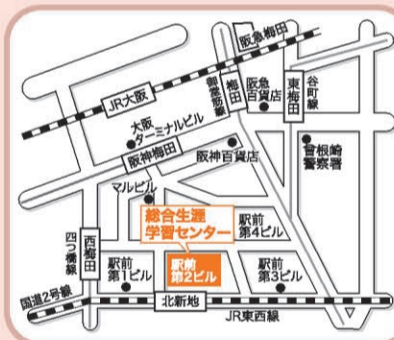 阪急梅田
JR大阪
御堂筋線
梅田
阪急
百貨店
東梅田
谷町線
大阪
ターミナルビル
阪神梅田
阪神百貨店
曽根崎
警察署
マルビル
総合生涯
学習センター
駅前
第4ビル
西梅田
四つ橋線
駅前
第1ビル
駅前
第2ビル
駅前
第3ビル
国道2号線
北新地
JR東西線